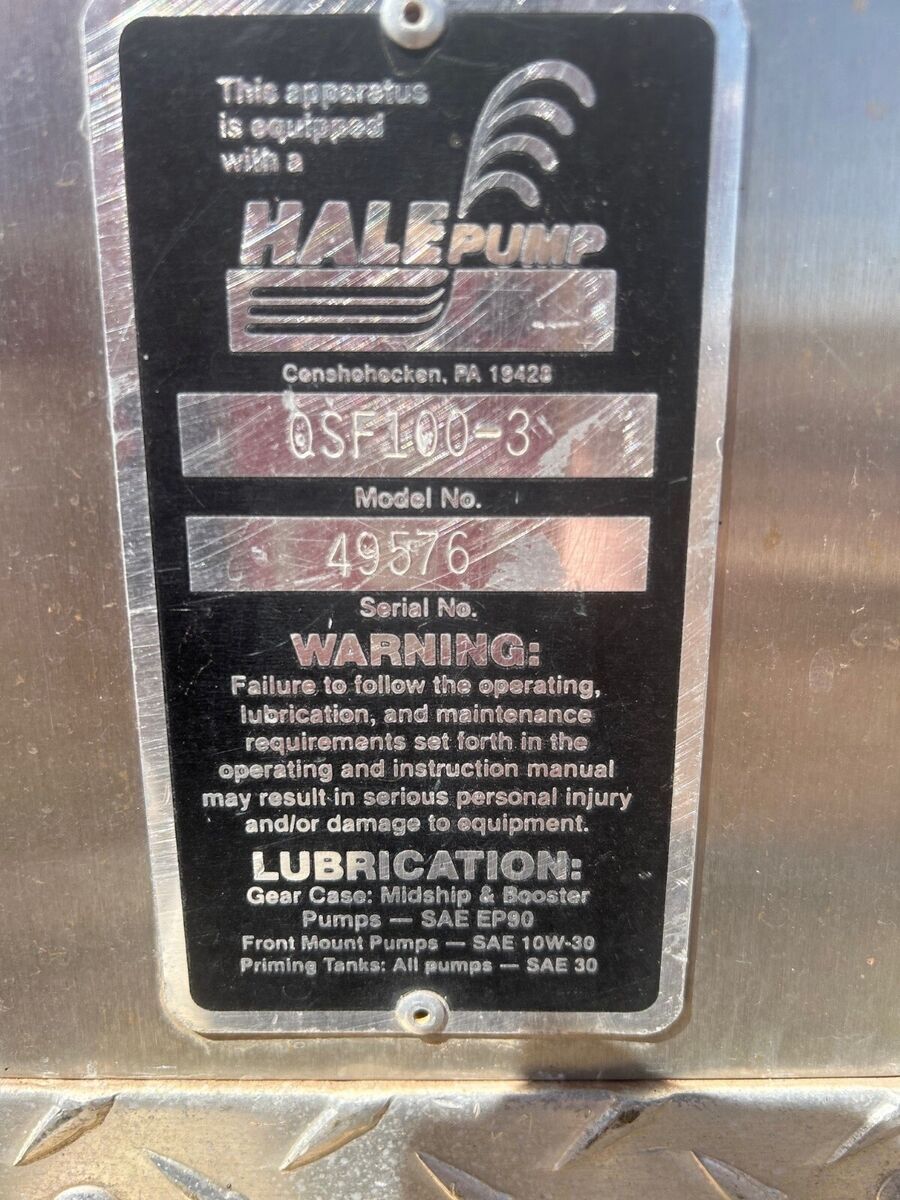 This apparatus
is equipped
with a
HALE PUMP
Conshohocken, PA 19428
QSF100-3
Model No.
49576
Serial No.
WARNING:
Failure to follow the operating,
lubrication, and maintenance
requirements set forth in the
operating and instruction manual
may result in serious personal injury
and/or damage to equipment.
LUBRICATION:
Gear Case: Midship & Booster
Pumps — SAE EP90
Front Mount Pumps — SAE 10W-30
Priming Tanks: All pumps — SAE 30